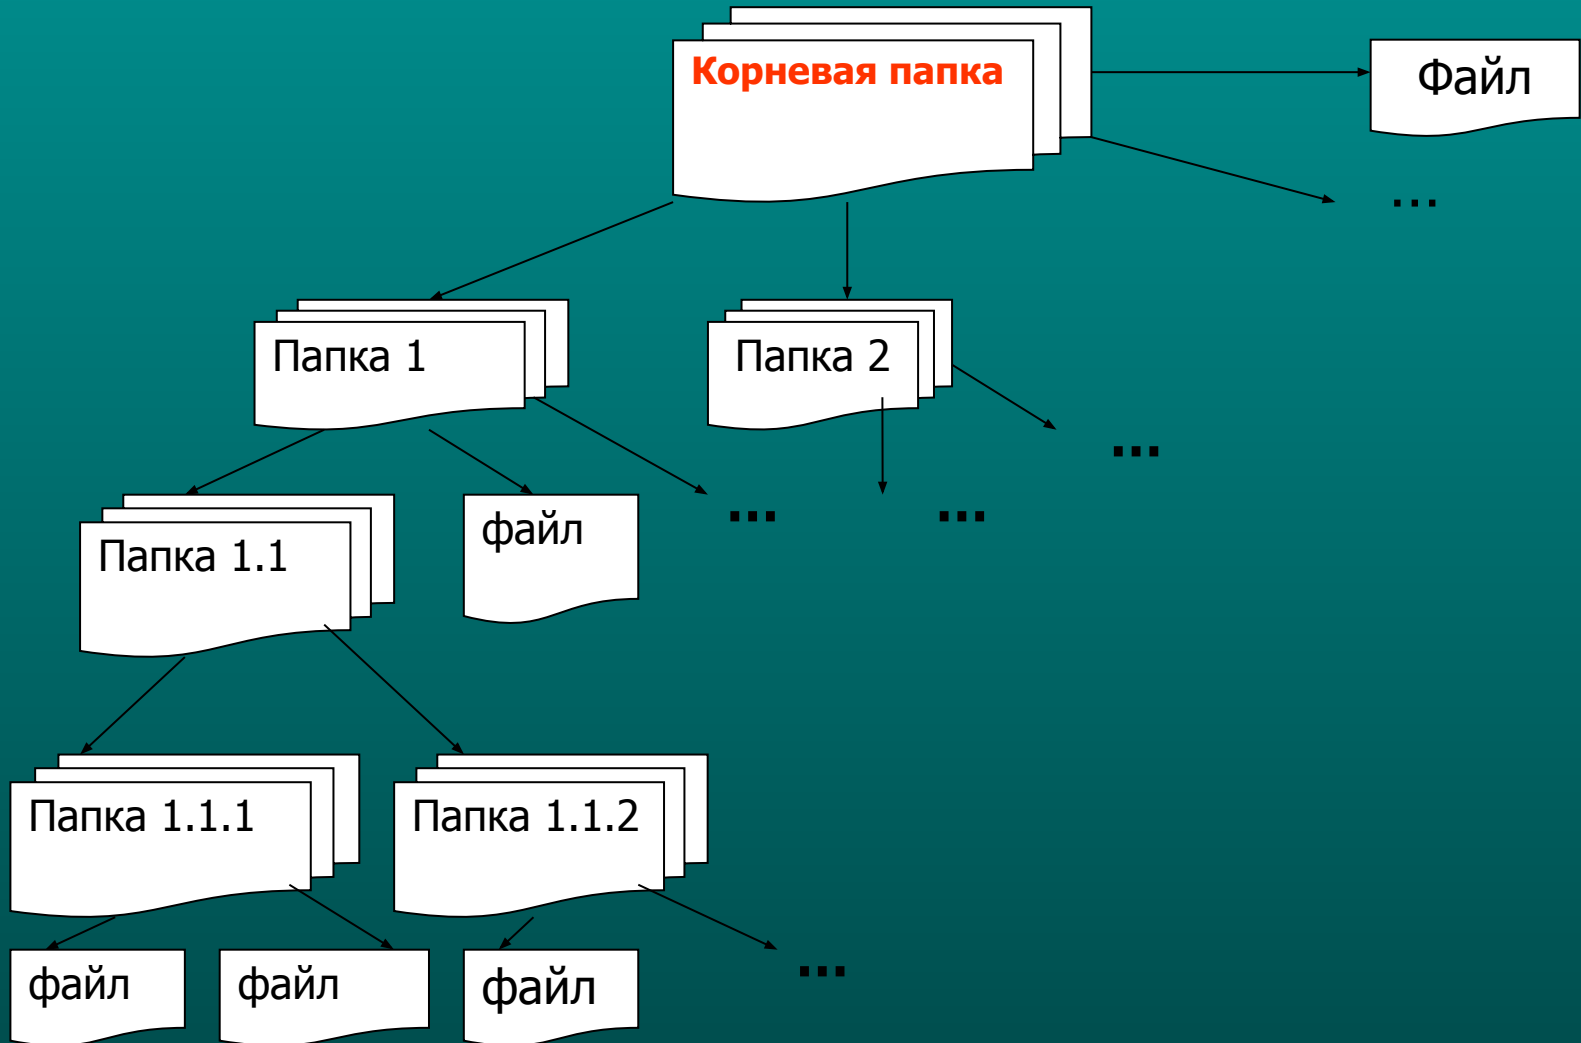 Корневая папка
Файл
...
Папка 1
Папка 2
...
Папка 1.1
файл
...
...
Папка 1.1.1
Папка 1.1.2
файл
файл
файл
...